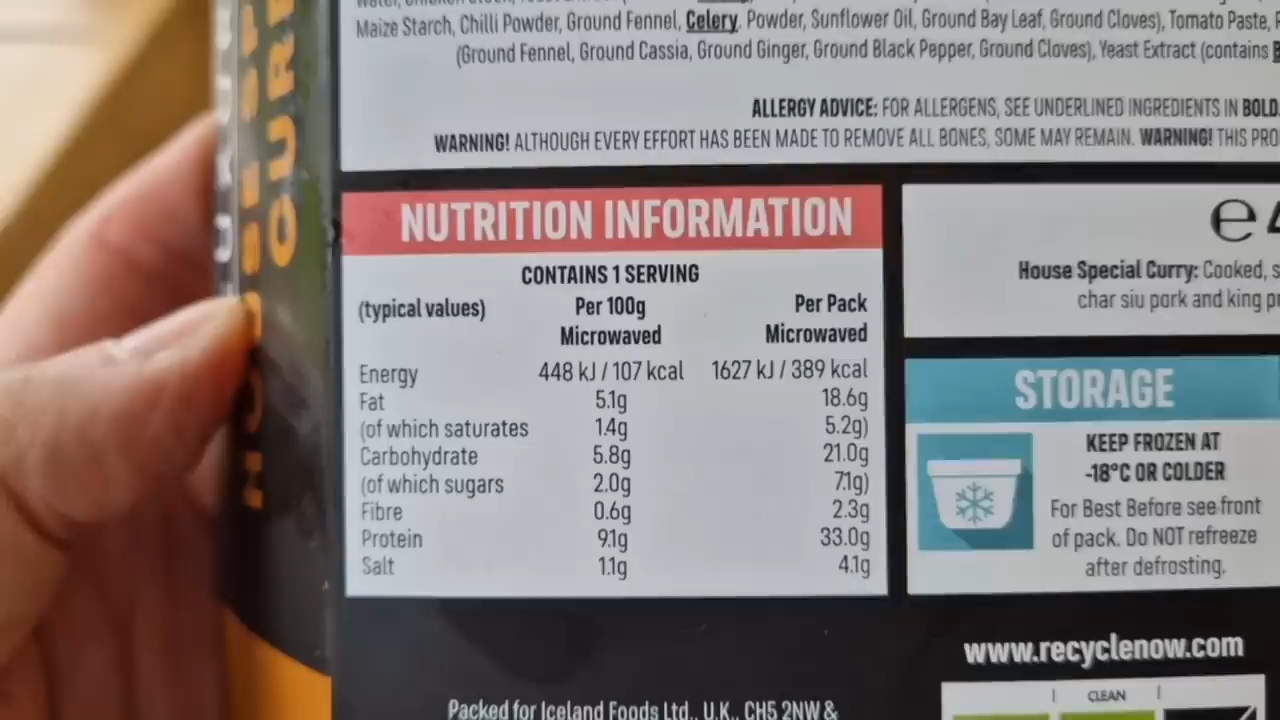 Maize Starch, Chilli Powder, Ground Fennel, Celery, Powder, Sunflower Oil, Ground Bay Leaf, Ground Cloves), Tomato Paste,
(Ground Fennel, Ground Cassia, Ground Ginger, Ground Black Pepper, Ground Cloves), Yeast Extract (contains
ALLERGY ADVICE: FOR ALLERGENS, SEE UNDERLINED INGREDIENTS IN BOLD.
WARNING! ALTHOUGH EVERY EFFORT HAS BEEN MADE TO REMOVE ALL BONES, SOME MAY REMAIN. WARNING! THIS
NUTRITION INFORMATION
CONTAINS 1 SERVING
(typical values) Per 100g Microwaved Per Pack Microwaved
Energy 448 kJ / 107 kcal 1627 kJ / 389 kcal
Fat 5.1g 18.6g
(of which saturates 1.4g 5.2g)
Carbohydrate 5.8g 21.0g
(of which sugars 2.0g 7.1g)
Fibre 0.6g 2.3g
Protein 9.1g 33.0g
Salt 1.1g 4.1g
e
House Special Curry: Cooked,
char siu pork and king
STORAGE
KEEP FROZEN AT
-18°C OR COLDER
For Best Before see front
of pack. Do NOT refreeze
after defrosting.
www.recyclenow.com
CLEAN
Packed for Iceland Foods Ltd., U.K., CH5 2NW &